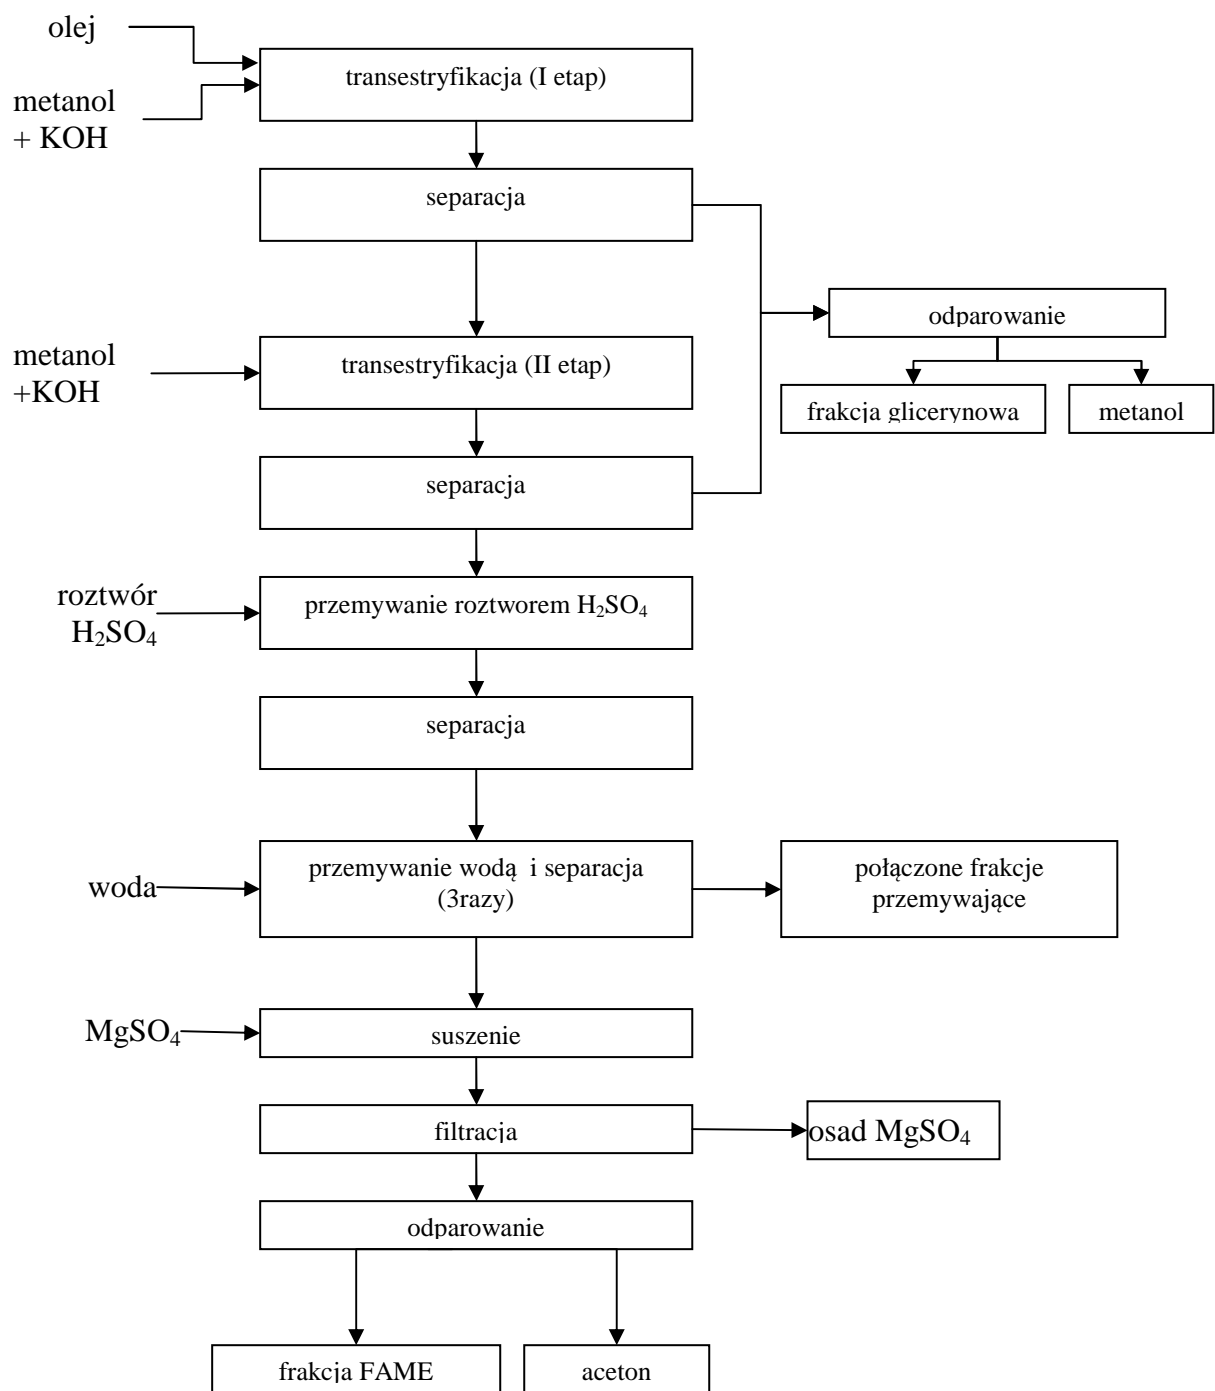 olej
transestryfikacja (I etap)
metanol
+ KOH
separacja
odparowanie
metanol
+KOH
transestryfikacja (II etap)
frakcja glicerynowa
metanol
separacja
roztwór
H₂SO₄
przemywanie roztworem H₂SO₄
separacja
woda
przemywanie wodą i separacja
(3razy)
połączone frakcje
przemywające
MgSO₄
suszenie
filtracja
osad MgSO₄
odparowanie
frakcja FAME
aceton